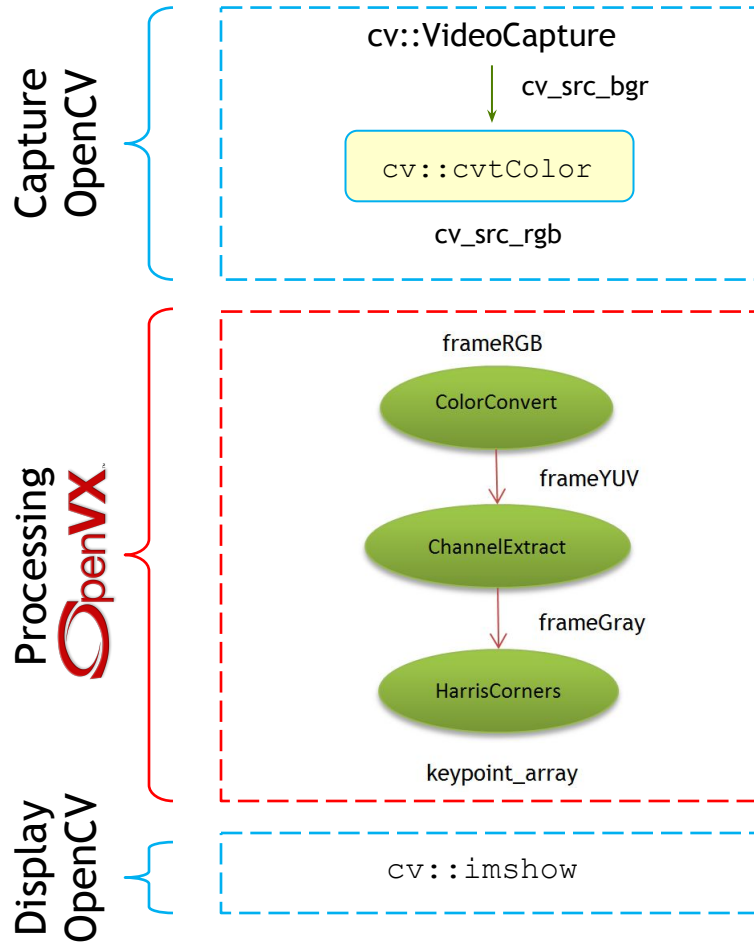 Capture
OpenCV
cv::VideoCapture
cv_src_bgr
cv::cvtColor
cv_src_rgb
Processing
OpenVX
frameRGB
ColorConvert
frameYUV
ChannelExtract
frameGray
HarrisCorners
keypoint_array
Display
OpenCV
cv::imshow